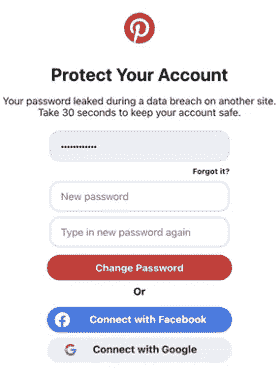 Protect Your Account
Your password leaked during a data breach on another site.
Take 30 seconds to keep your account safe.
••••••••••••
Forgot it?
New password
Type in new password again
Change Password
Or
Connect with Facebook
Connect with Google